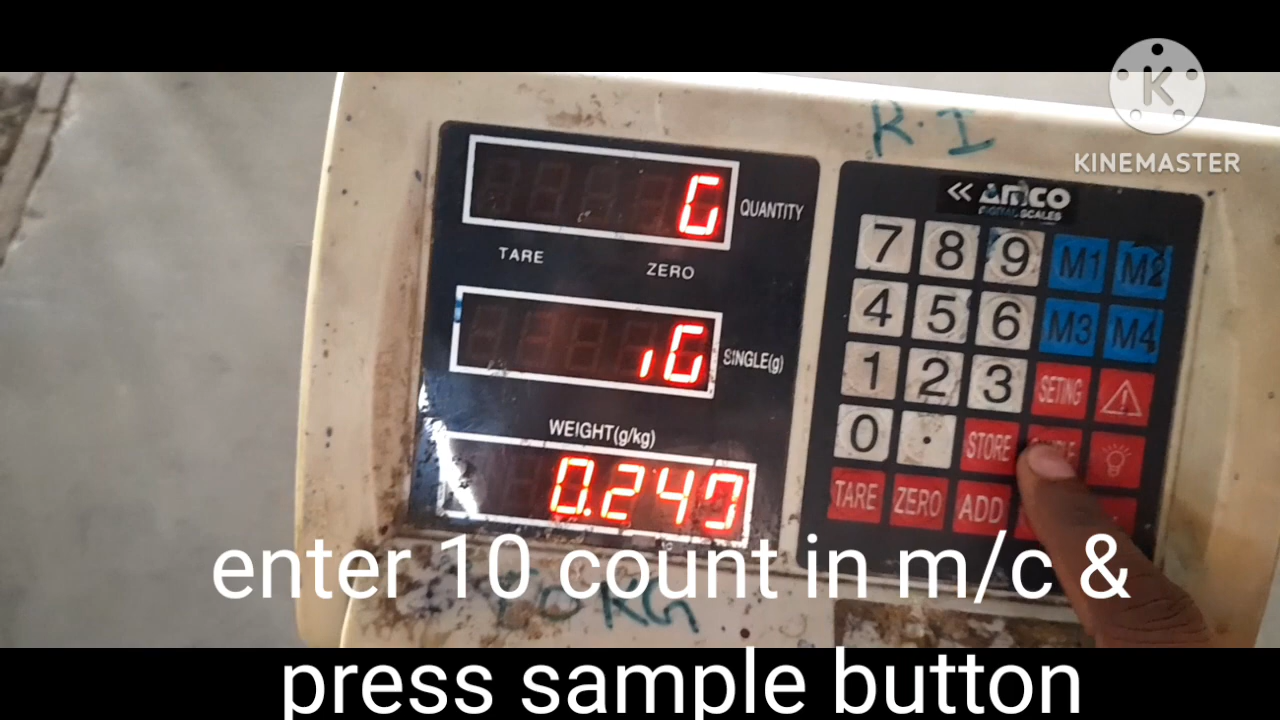 KINEMASTER
R.I
AMCO
DIGITAL SCALES
QUANTITY
TARE ZERO
SINGLE(g)
WEIGHT(g/kg)
0.240
7 8 9 M1 M2
4 5 6 M3 M4
1 2 3 SETING
0 . STORE
TARE ZERO ADD
enter 10 count in m/c &
press sample button